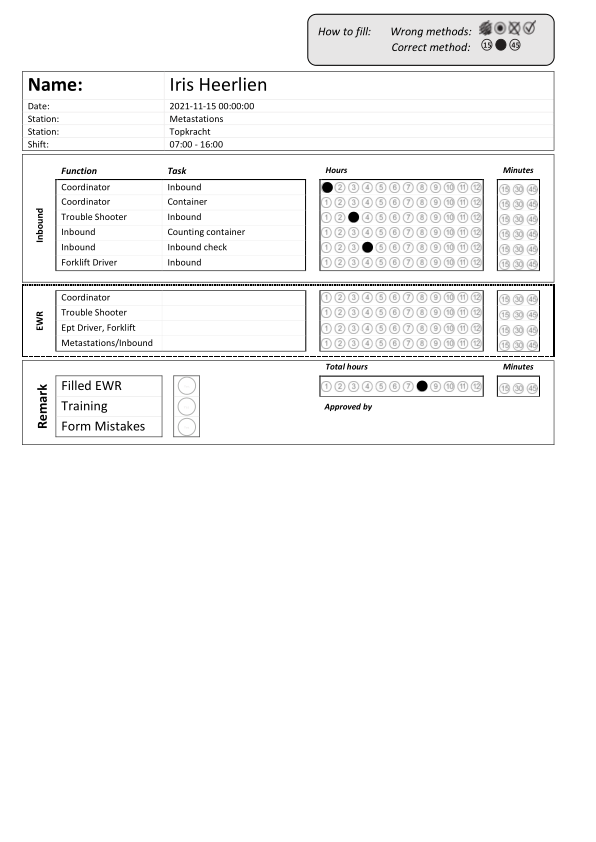 How to fill: Wrong methods:
Correct method: 15 45
Name: Iris Heerlien
Date: 2021-11-15 00:00:00
Station: Metastations
Station: Topkracht
Shift: 07:00 - 16:00
Function Task Hours Minutes
Inbound
Coordinator Inbound 2 3 4 5 6 7 8 9 10 11 12 15 30 45
Coordinator Container 1 2 3 4 5 6 7 8 9 10 11 12 15 30 45
Trouble Shooter Inbound 1 2 4 5 6 7 8 9 10 11 12 15 30 45
Inbound Counting container 1 2 3 4 5 6 7 8 9 10 11 12 15 30 45
Inbound Inbound check 1 2 3 5 6 7 8 9 10 11 12 15 30 45
Forklift Driver Inbound 1 2 3 4 5 6 7 8 9 10 11 12 15 30 45
EWR
Coordinator 1 2 3 4 5 6 7 8 9 10 11 12 15 30 45
Trouble Shooter 1 2 3 4 5 6 7 8 9 10 11 12 15 30 45
Ept Driver, Forklift 1 2 3 4 5 6 7 8 9 10 11 12 15 30 45
Metastations/Inbound 1 2 3 4 5 6 7 8 9 10 11 12 15 30 45
Total hours Minutes
Remark
Filled EWR 1 2 3 4 5 6 7 9 10 11 12 15 30 45
Training Approved by
Form Mistakes